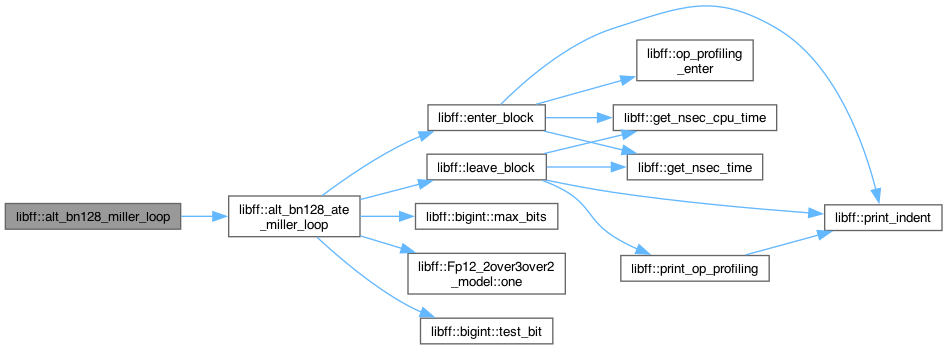 libff::alt_bn128_miller_loop
libff::alt_bn128_ate
_miller_loop
libff::enter_block
libff::leave_block
libff::bigint::max_bits
libff::Fp12_2over3over2
_model::one
libff::bigint::test_bit
libff::op_profiling
_enter
libff::get_nsec_cpu_time
libff::get_nsec_time
libff::print_op_profiling
libff::print_indent